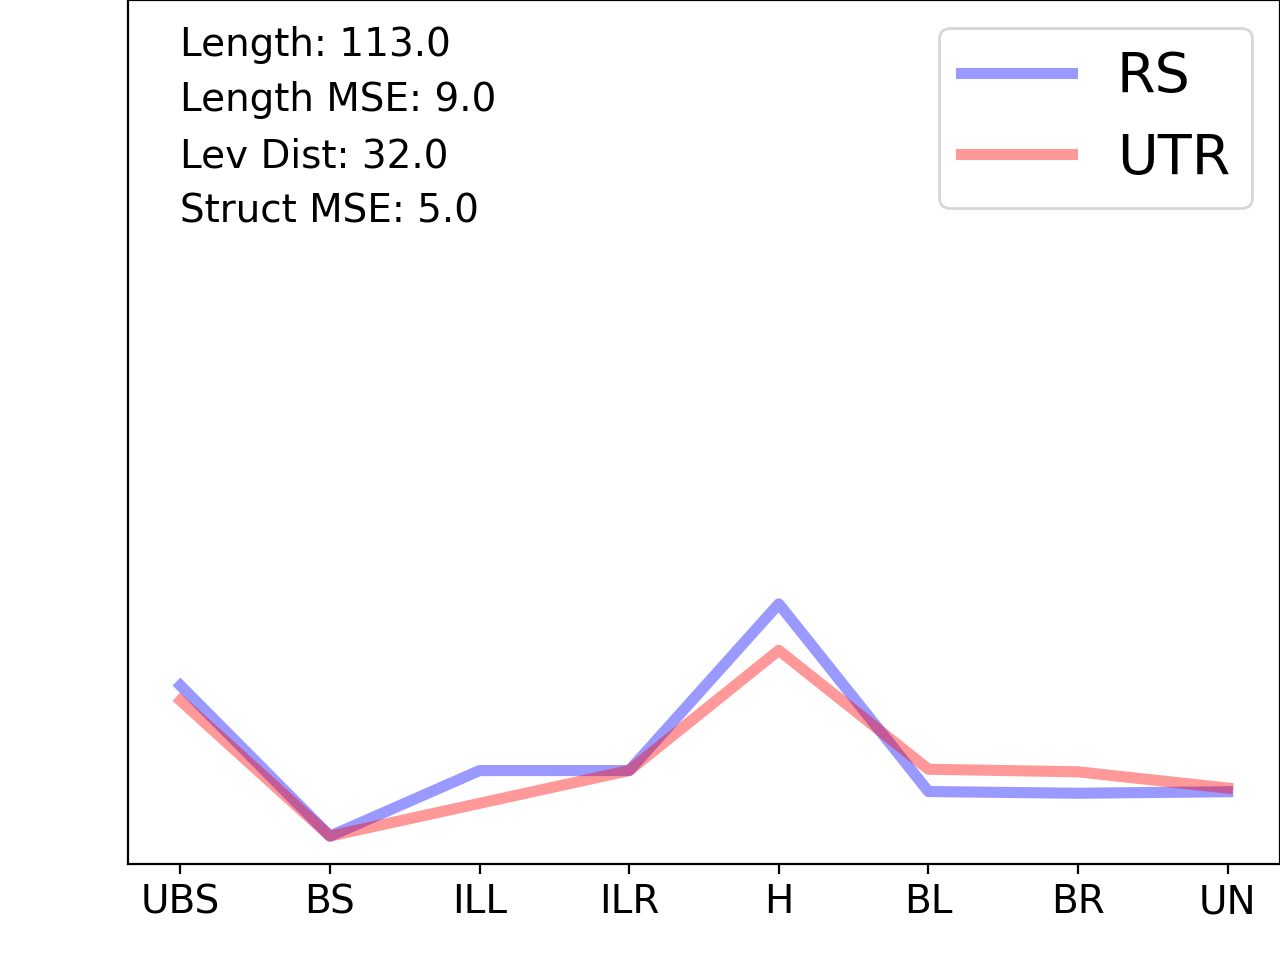 Length: 113.0
Length MSE: 9.0
Lev Dist: 32.0
Struct MSE: 5.0
RS
UTR
UBS BS ILL ILR H BL BR UN